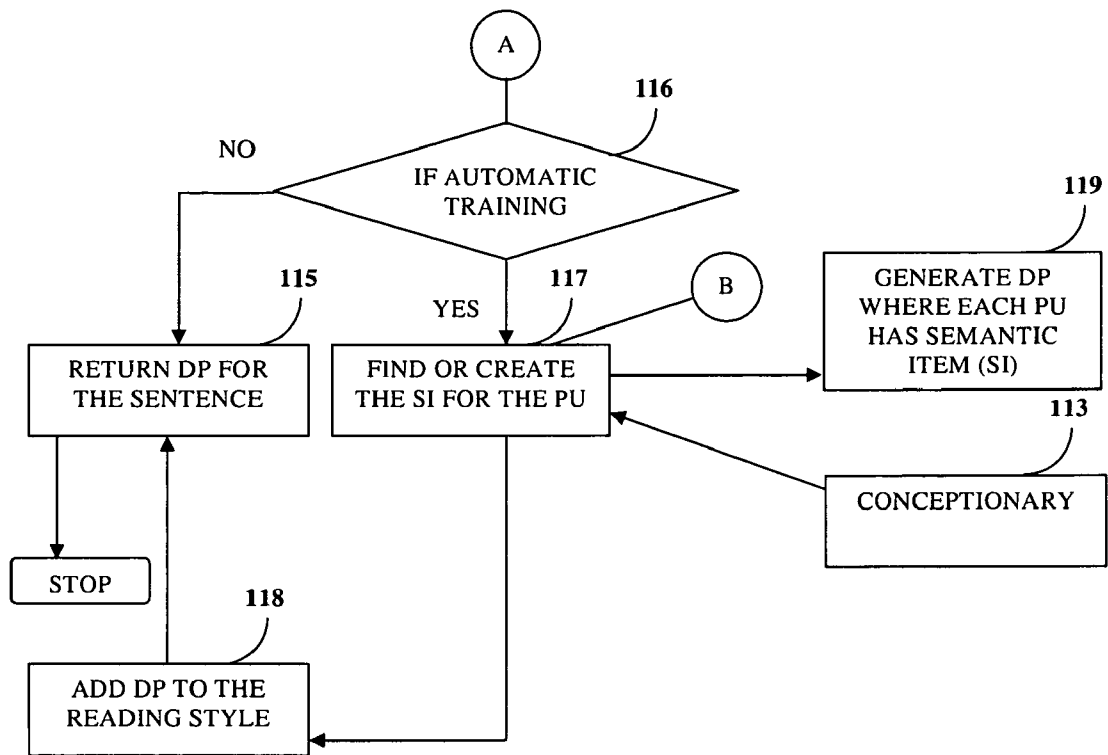 A
116
NO
IF AUTOMATIC
TRAINING
119
GENERATE DP
WHERE EACH PU
HAS SEMANTIC
ITEM (SI)
115
YES
117
B
RETURN DP FOR
THE SENTENCE
FIND OR CREATE
THE SI FOR THE PU
113
CONCEPTIONARY
STOP
118
ADD DP TO THE
READING STYLE